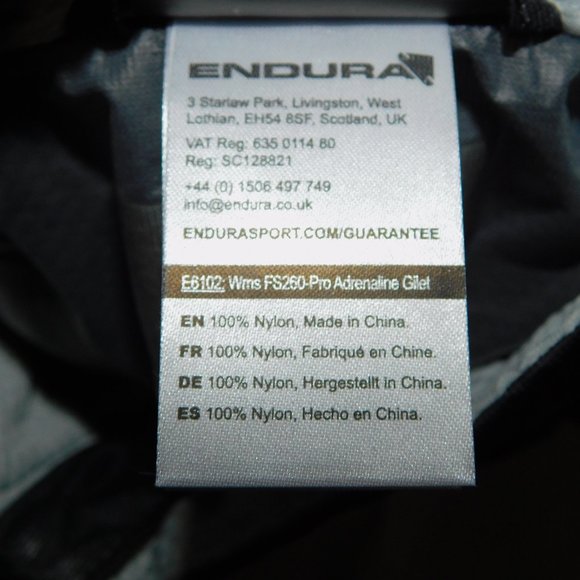 ENDURA
3 Starlaw Park, Livingston, West
Lothian, EH54 8SF, Scotland, UK
VAT Reg: 635 0114 80
Reg: SC128821
+44 (0) 1506 497 749
info@endura.co.uk
ENDURASPORT.COM/GUARANTEE
E6102; Wms FS260-Pro Adrenaline Gilet
EN 100% Nylon, Made in China.
FR 100% Nylon, Fabriqué en Chine.
DE 100% Nylon, Hergestellt in China.
ES 100% Nylon, Hecho en China.